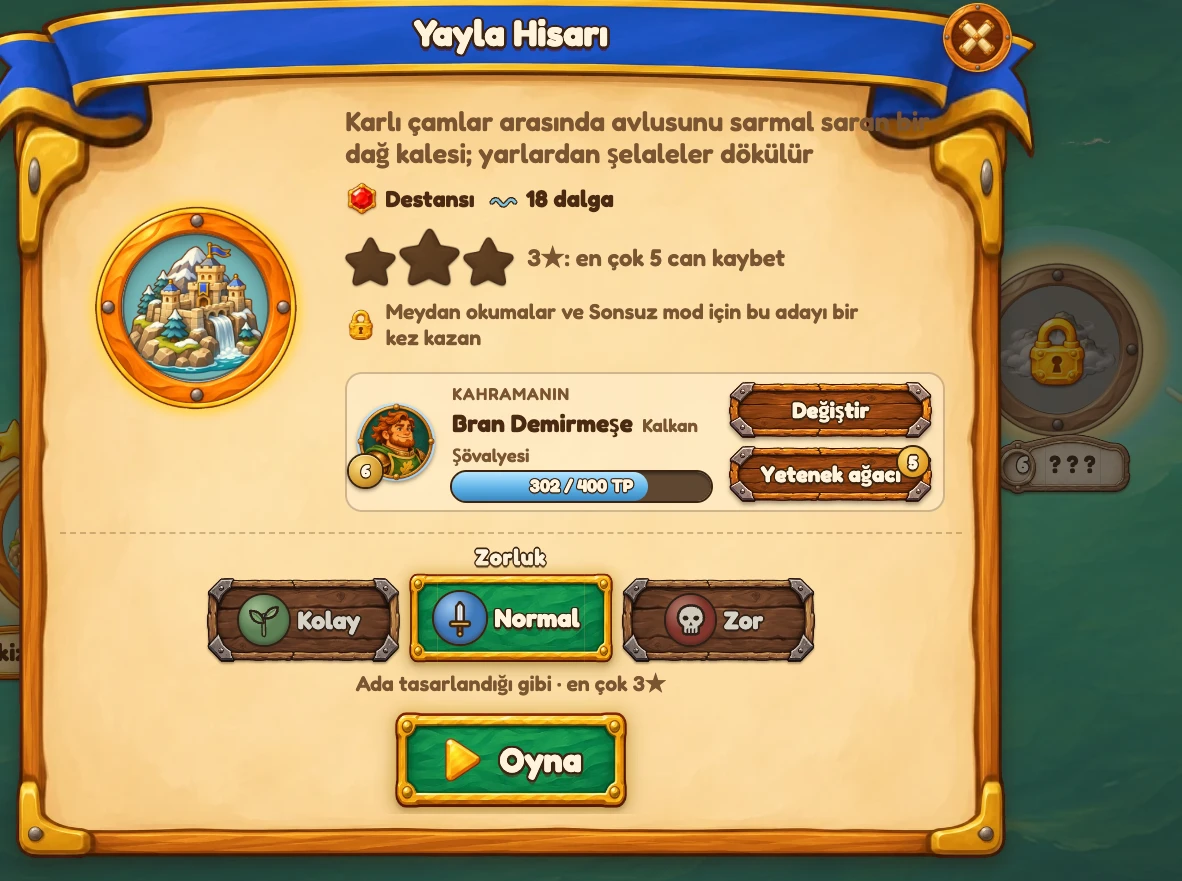 Yayla Hisarı
Karlı çamlar arasında avlusunu sarmal saran bir
dağ kalesi; yarlardan şelaleler dökülür
Destansı 18 dalga
3★: en çok 5 can kaybet
Meydan okumalar ve Sonsuz mod için bu adayı bir
kez kazan
KAHRAMANIN
Bran Demirmeşe Kalkan
Şövalyesi
6
302 / 400 TP
Değiştir
Yetenek ağacı 5
6 ???
Zorluk
Kolay Normal Zor
Ada tasarlandığı gibi · en çok 3★
Oyna